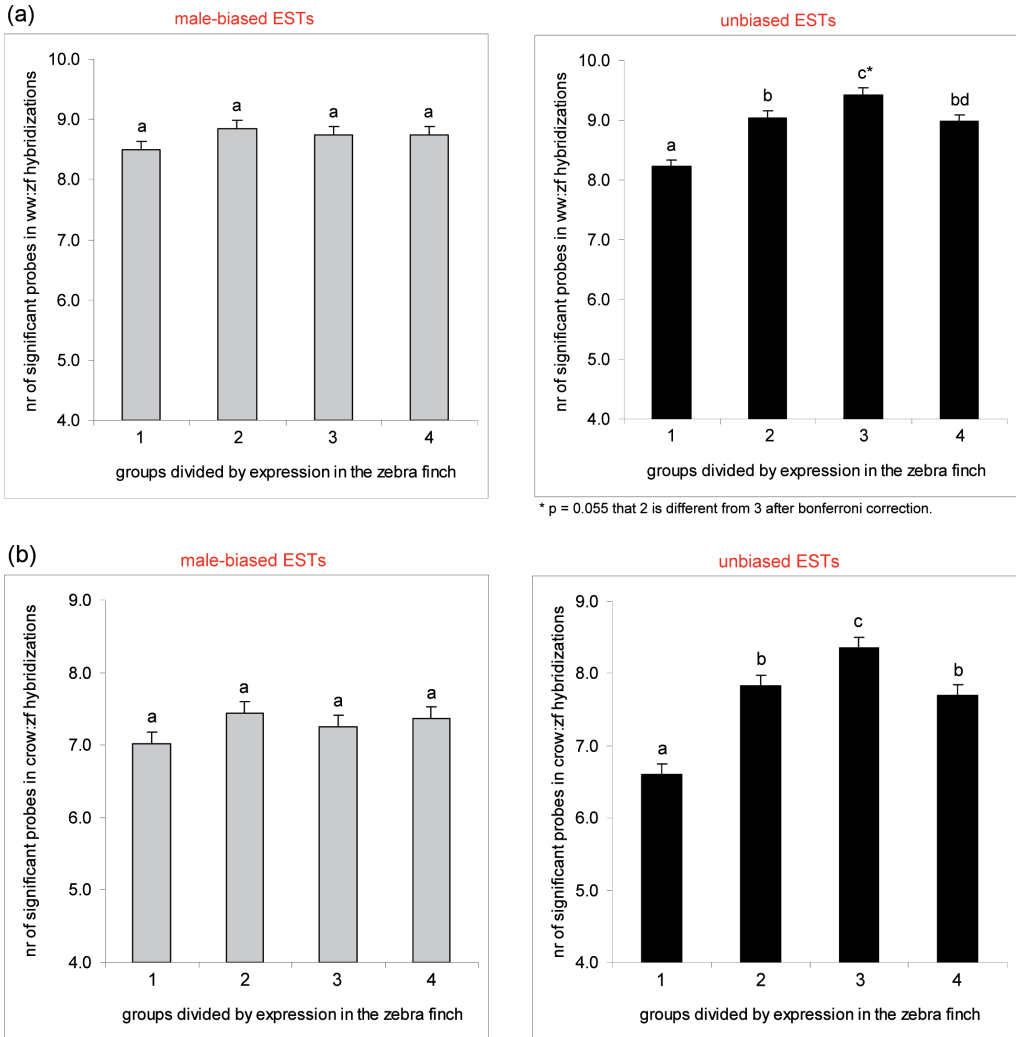 (a)
male-biased ESTs
nr of significant probes in ww:zf hybridizations
10.0
9.0
8.0
7.0
6.0
5.0
4.0
a
a
a
a
1
2
3
4
groups divided by expression in the zebra finch
unbiased ESTs
nr of significant probes in ww:zf hybridizations
10.0
9.0
8.0
7.0
6.0
5.0
4.0
a
b
c*
bd
1
2
3
4
groups divided by expression in the zebra finch
* p = 0.055 that 2 is different from 3 after bonferroni correction.
(b)
male-biased ESTs
nr of significant probes in crow:zf hybridizations
9.0
8.0
7.0
6.0
5.0
4.0
a
a
a
a
1
2
3
4
groups divided by expression in the zebra finch
unbiased ESTs
nr of significant probes in crow:zf hybridizations
9.0
8.0
7.0
6.0
5.0
4.0
a
b
c
b
1
2
3
4
groups divided by expression in the zebra finch